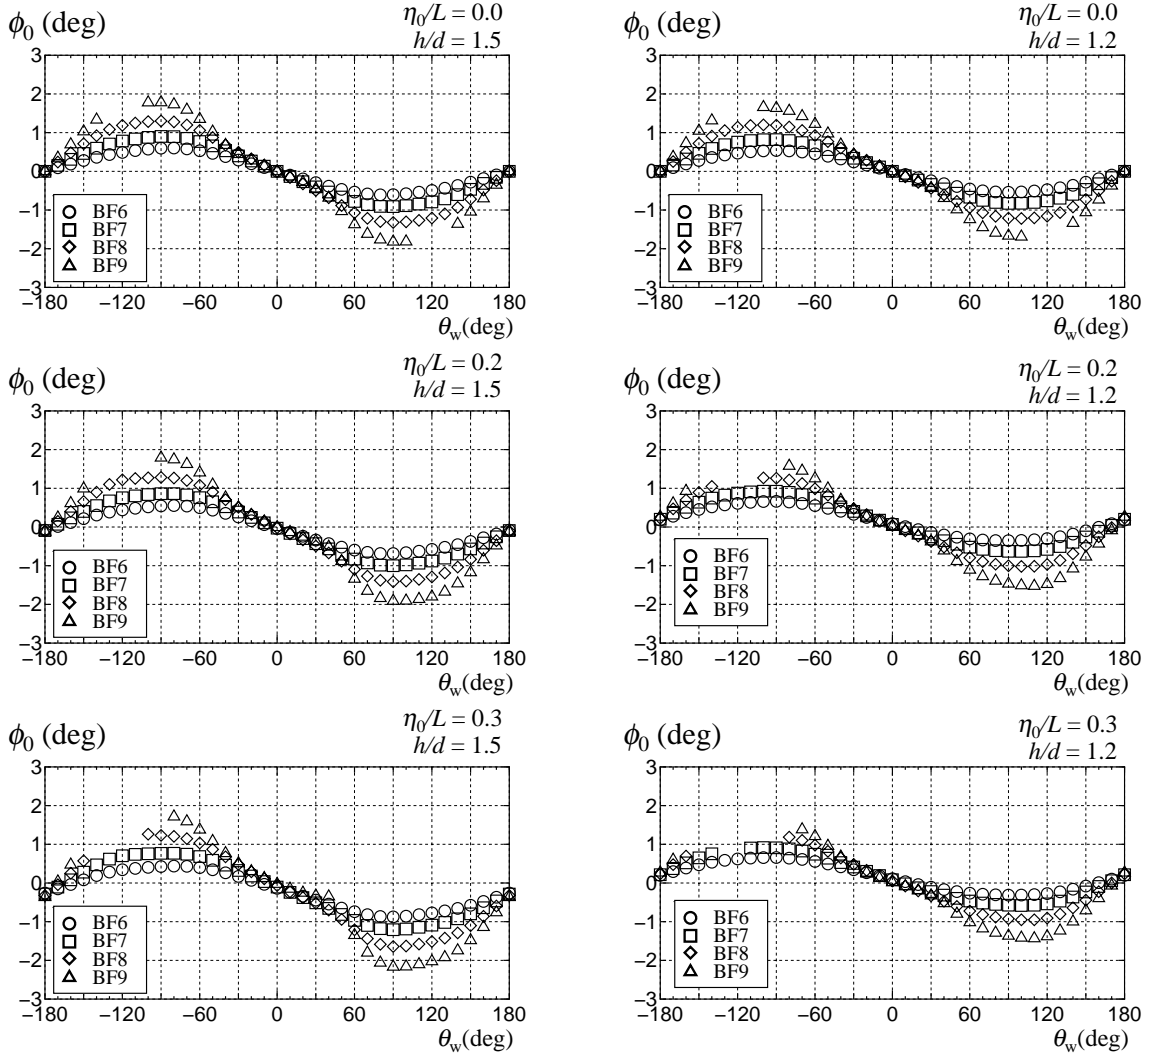 ϕ0 (deg)
η0/L = 0.0
h/d = 1.5
3
2
1
0
−1
−2
−3
BF6
BF7
BF8
BF9
−180 −120 −60 0 60 120 180
θw(deg)
ϕ0 (deg)
η0/L = 0.0
h/d = 1.2
3
2
1
0
−1
−2
−3
BF6
BF7
BF8
BF9
−180 −120 −60 0 60 120 180
θw(deg)
ϕ0 (deg)
η0/L = 0.2
h/d = 1.5
3
2
1
0
−1
−2
−3
BF6
BF7
BF8
BF9
−180 −120 −60 0 60 120 180
θw(deg)
ϕ0 (deg)
η0/L = 0.2
h/d = 1.2
3
2
1
0
−1
−2
−3
BF6
BF7
BF8
BF9
−180 −120 −60 0 60 120 180
θw(deg)
ϕ0 (deg)
η0/L = 0.3
h/d = 1.5
3
2
1
0
−1
−2
−3
BF6
BF7
BF8
BF9
−180 −120 −60 0 60 120 180
θw(deg)
ϕ0 (deg)
η0/L = 0.3
h/d = 1.2
3
2
1
0
−1
−2
−3
BF6
BF7
BF8
BF9
−180 −120 −60 0 60 120 180
θw(deg)